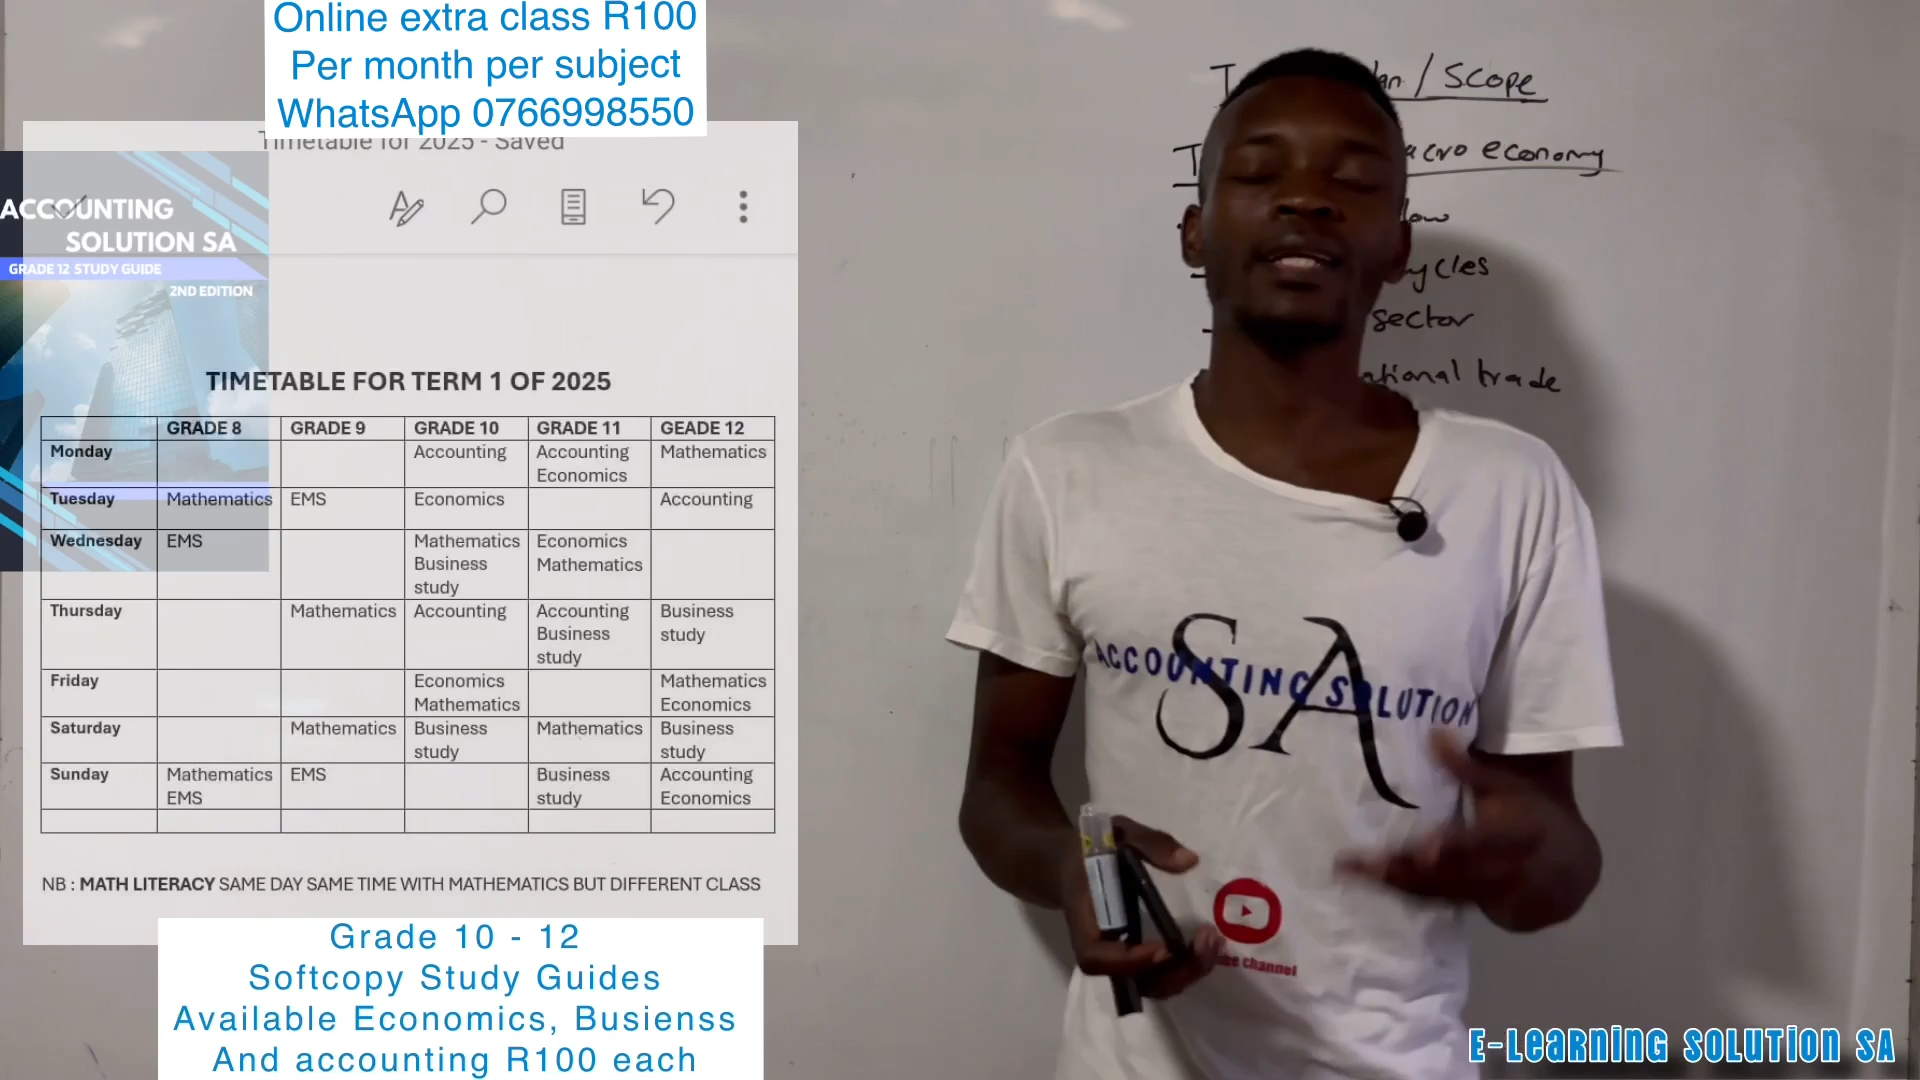 Online extra class R100
Per month per subject
WhatsApp 0766998550
Timetable for 2025 - Saved
ACCOUNTING
SOLUTION SA
GRADE 12 STUDY GUIDE
2ND EDITION
TIMETABLE FOR TERM 1 OF 2025
GRADE 8 GRADE 9 GRADE 10 GRADE 11 GEADE 12
Monday Accounting Accounting Mathematics
Economics
Tuesday Mathematics EMS Economics Accounting
Wednesday EMS Mathematics Economics
Business Mathematics
study
Thursday Mathematics Accounting Accounting Business
Business study
study
Friday Economics Mathematics
Mathematics Economics
Saturday Mathematics Business Mathematics Business
study study
Sunday Mathematics EMS Business Accounting
EMS study Economics
NB : MATH LITERACY SAME DAY SAME TIME WITH MATHEMATICS BUT DIFFERENT CLASS
Grade 10 - 12
Softcopy Study Guides
Available Economics, Busienss
And accounting R100 each
/ Scope
economy
sector
trade
SA
ACCOUNTING SOLUTION
channel
E-Learning Solution SA